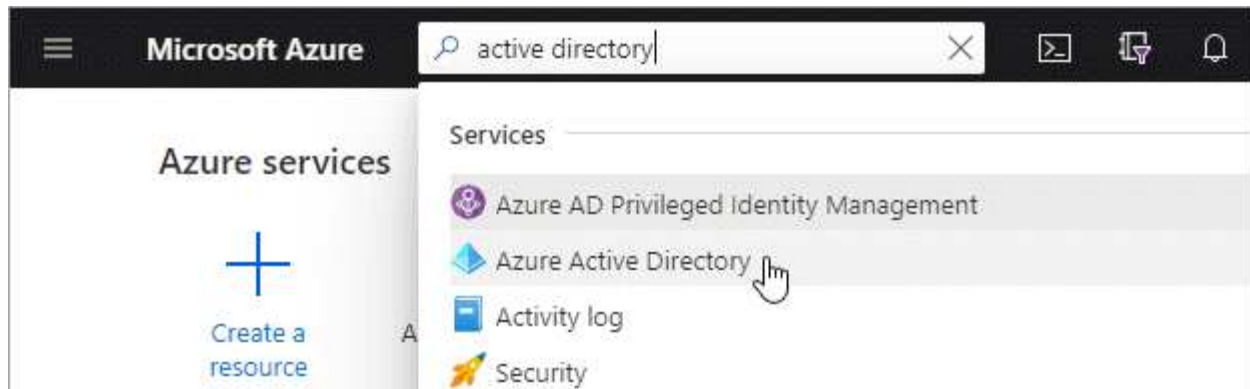 Microsoft Azure
active directory
Azure services
Create a
resource
A
Services
Azure AD Privileged Identity Management
Azure Active Directory
Activity log
Security